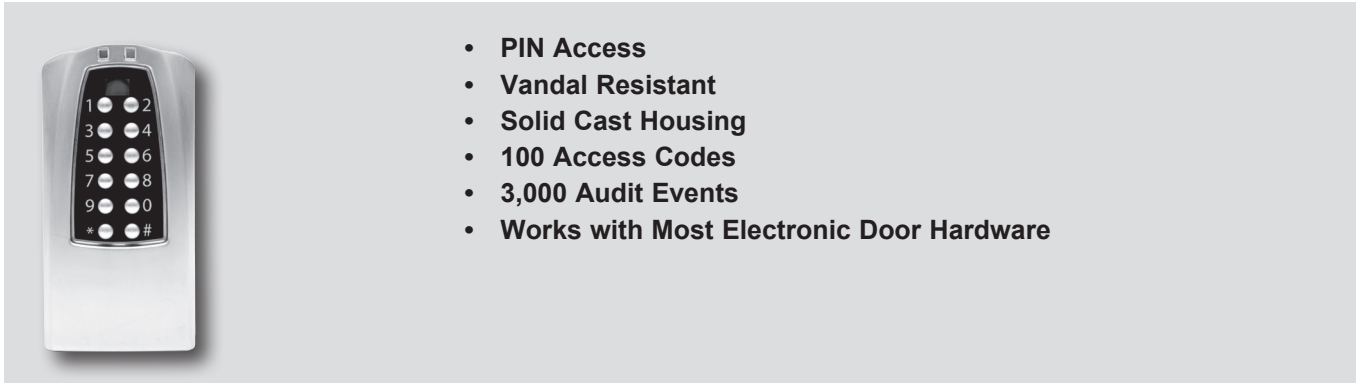 1 2
3 4
5 6
7 8
9 0
* #
• PIN Access
• Vandal Resistant
• Solid Cast Housing
• 100 Access Codes
• 3,000 Audit Events
• Works with Most Electronic Door Hardware